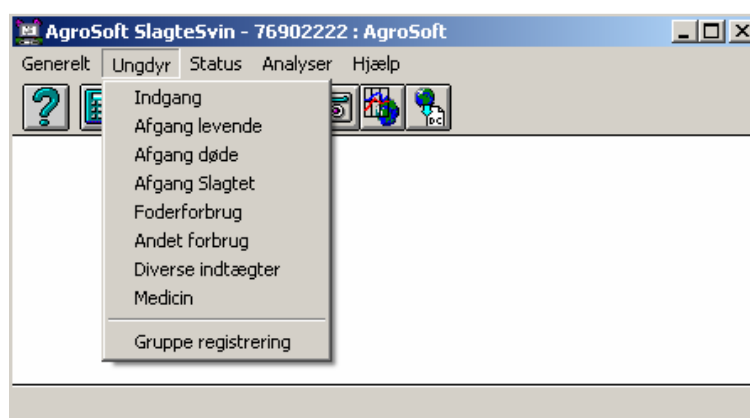 AgroSoft SlagteSvin - 76902222 : AgroSoft
Generelt Ungdyr Status Analyser Hjælp
Indgang
Afgang levende
Afgang døde
Afgang Slagtet
Foderforbrug
Andet forbrug
Diverse indtægter
Medicin
Gruppe registrering